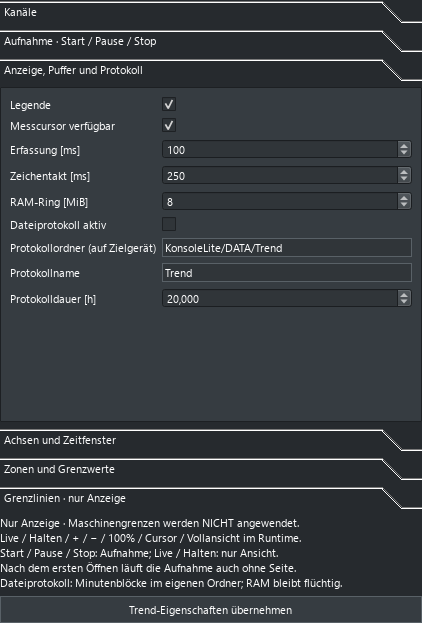 Kanäle
Aufnahme · Start / Pause / Stop
Anzeige, Puffer und Protokoll
Legende
Messcursor verfügbar
Erfassung [ms] 100
Zeichentakt [ms] 250
RAM-Ring [MiB] 8
Dateiprotokoll aktiv
Protokollordner (auf Zielgerät) KonsoleLite/DATA/Trend
Protokollname Trend
Protokolldauer [h] 20,000
Achsen und Zeitfenster
Zonen und Grenzwerte
Grenzlinien · nur Anzeige
Nur Anzeige · Maschinengrenzen werden NICHT angewendet.
Live / Halten / + / − / 100% / Cursor / Vollansicht im Runtime.
Start / Pause / Stop: Aufnahme; Live / Halten: nur Ansicht.
Nach dem ersten Öffnen läuft die Aufnahme auch ohne Seite.
Dateiprotokoll: Minutenblöcke im eigenen Ordner; RAM bleibt flüchtig.
Trend-Eigenschaften übernehmen